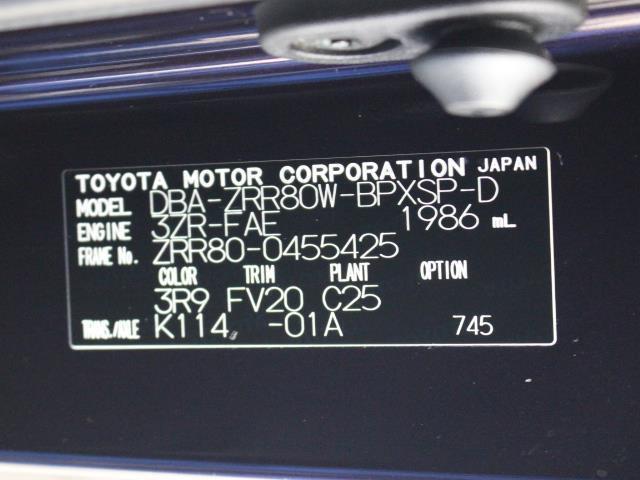 TOYOTA MOTOR CORPORATION JAPAN
MODEL DBA-ZRR80W-BPXSP-D
ENGINE 3ZR-FAE 1986 mL
FRAME No. ZRR80-0455425
COLOR TRIM PLANT OPTION
3R9 FV20 C25
TRANS./AXLE K114 -01A 745